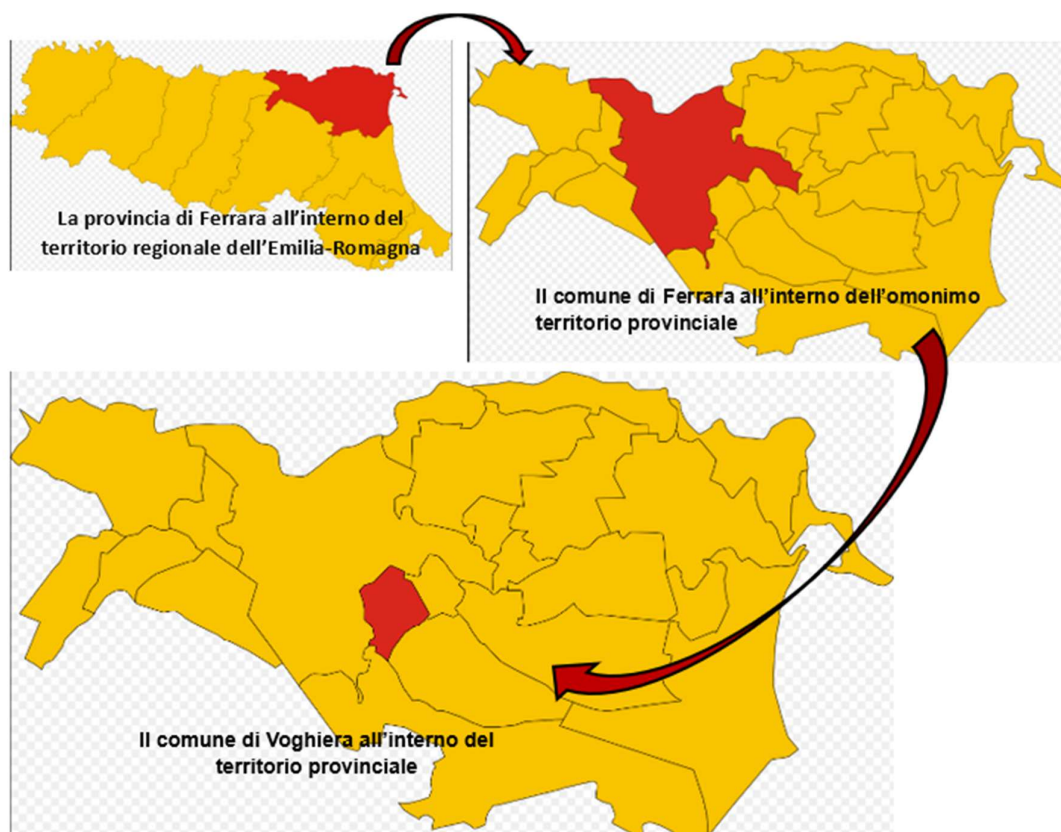 La provincia di Ferrara all'interno del
territorio regionale dell'Emilia-Romagna
Il comune di Ferrara all'interno dell'omonimo
territorio provinciale
Il comune di Voghiera all'interno del
territorio provinciale